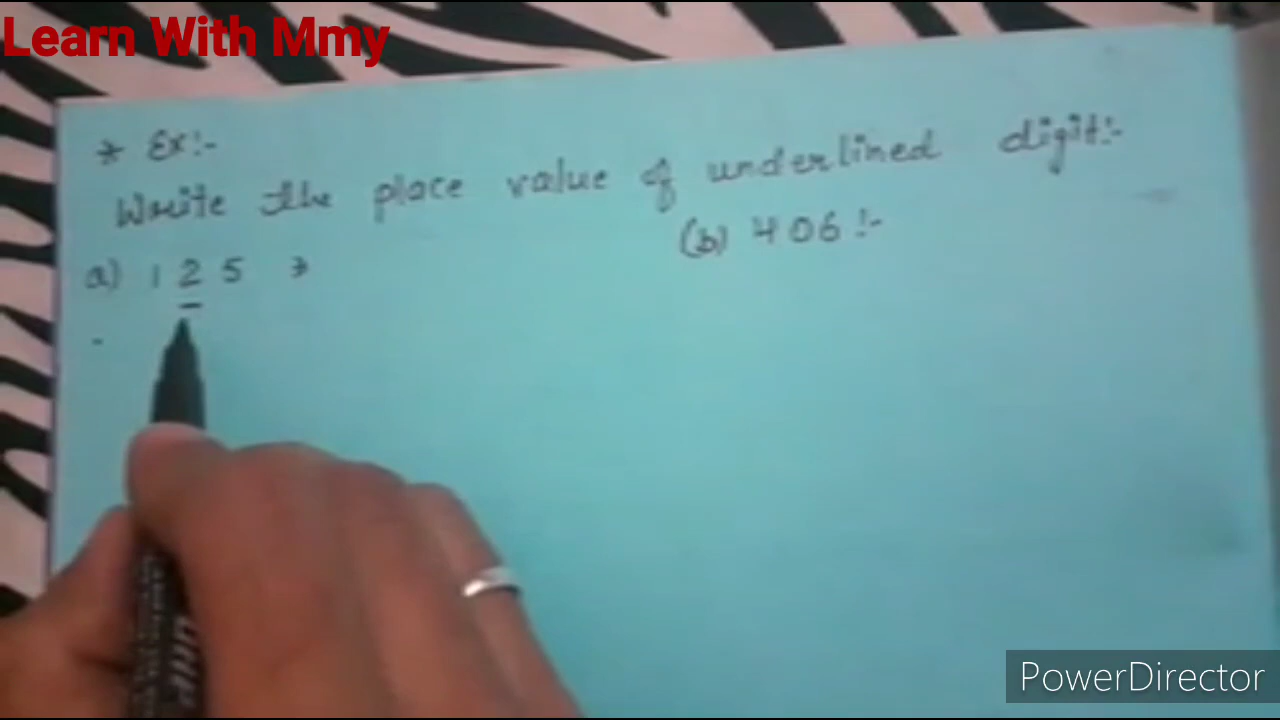 Learn With Mmy
* Ex:-
Write the place value of underlined digit:-
a) 125 → (b) 406:-
PowerDirector